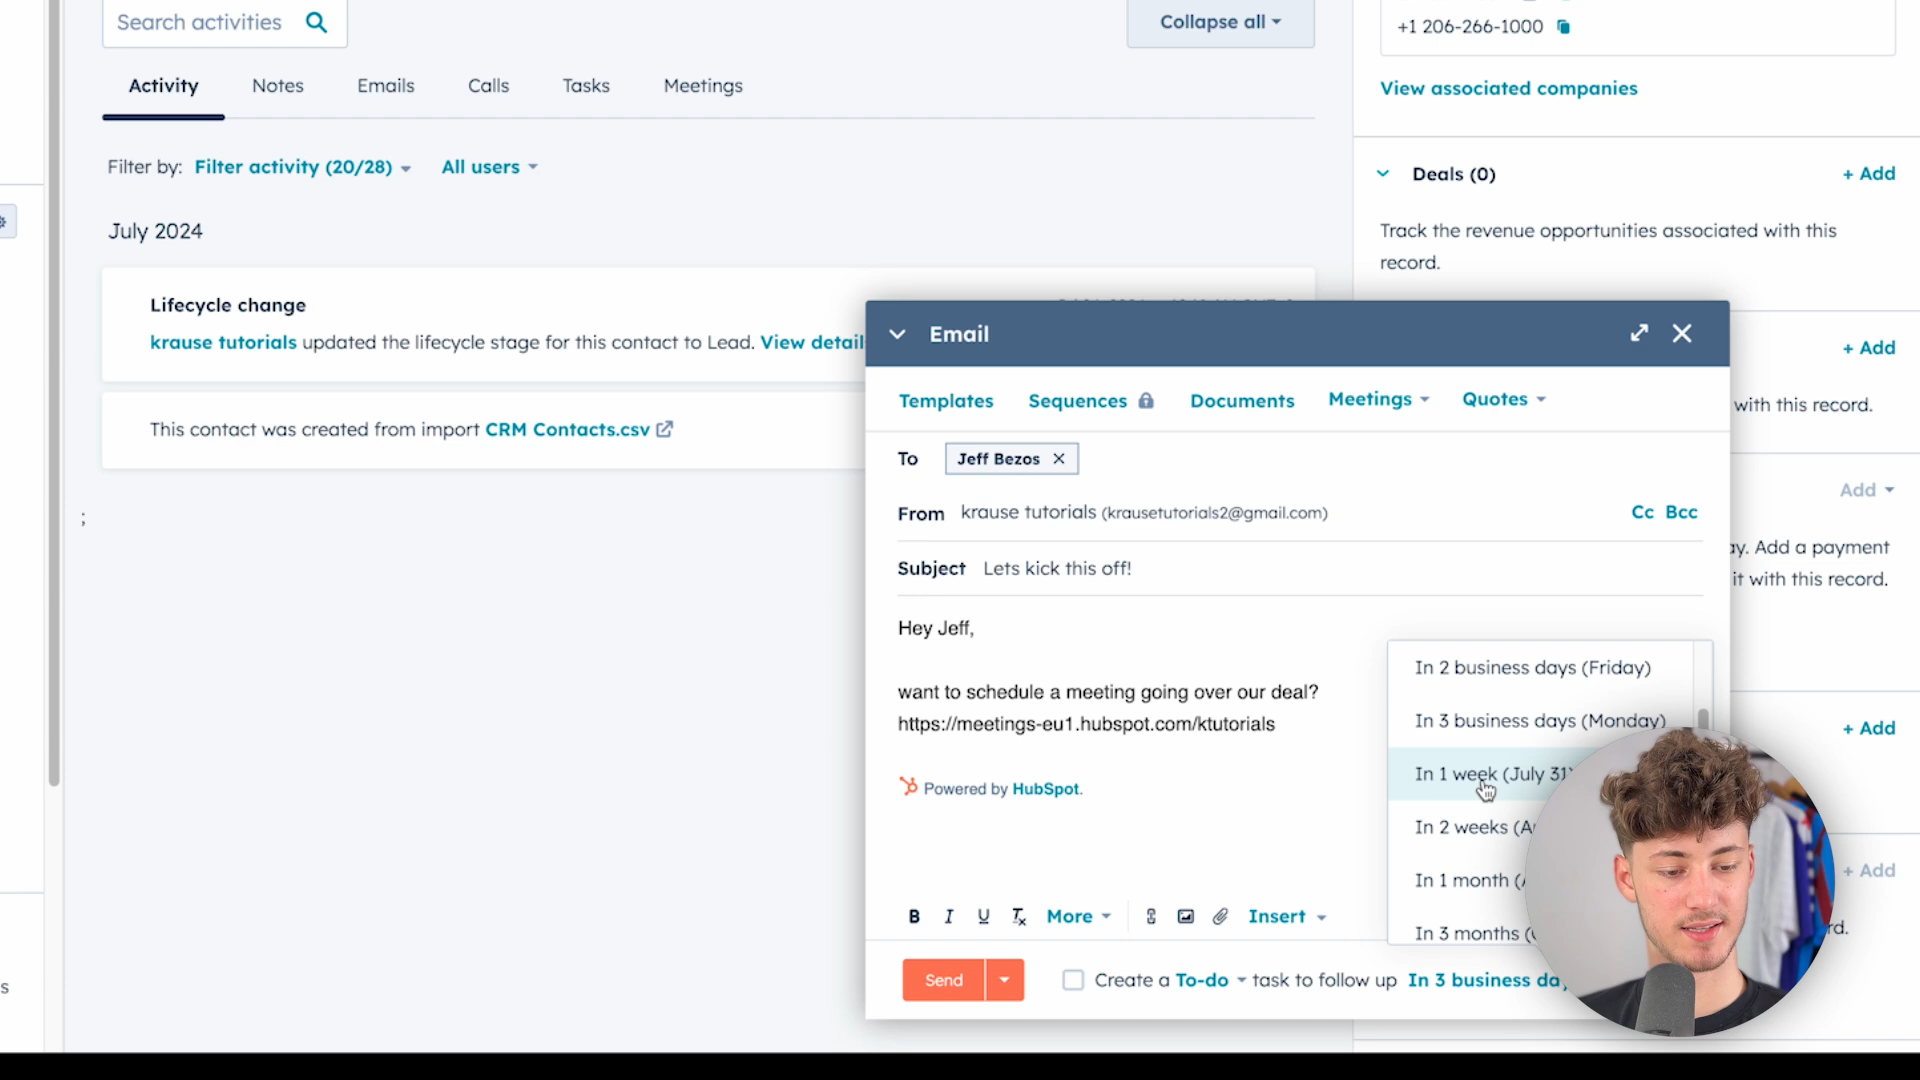 Search activities
Collapse all
Activity
Notes
Emails
Calls
Tasks
Meetings
Filter by: Filter activity (20/28)
All users
July 2024
Lifecycle change
krause tutorials updated the lifecycle stage for this contact to Lead. View detail
This contact was created from import CRM Contacts.csv
;
s
+1 206-266-1000
View associated companies
Deals (0)
+ Add
Track the revenue opportunities associated with this
record.
+ Add
with this record.
Add
ay. Add a payment
it with this record.
+ Add
+ Add
rd.
Email
Templates
Sequences
Documents
Meetings
Quotes
To
Jeff Bezos
From krause tutorials (krausetutorials2@gmail.com)
Cc Bcc
Subject Lets kick this off!
Hey Jeff,
want to schedule a meeting going over our deal?
https://meetings-eu1.hubspot.com/ktutorials
Powered by HubSpot.
In 2 business days (Friday)
In 3 business days (Monday)
In 1 week (July 31)
In 2 weeks (A
In 1 month (
In 3 months (
B I U Tx More
Insert
Send
Create a To-do task to follow up In 3 business da